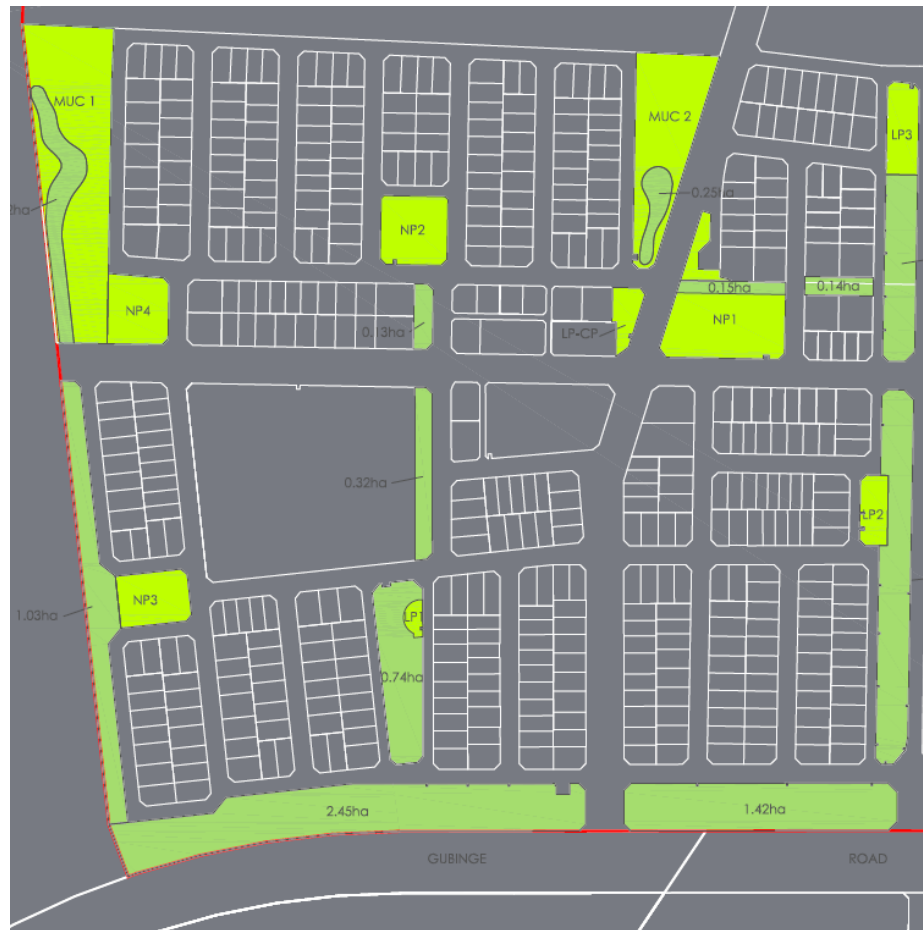 MUC 1
MUC 2
LP3
0.25ha
NP2
0.15ha
0.14ha
NP4
NP1
0.13ha
LP-CP
0.32ha
LP2
NP3
1.03ha
LP1
0.74ha
2.45ha
1.42ha
GUBINGE ROAD